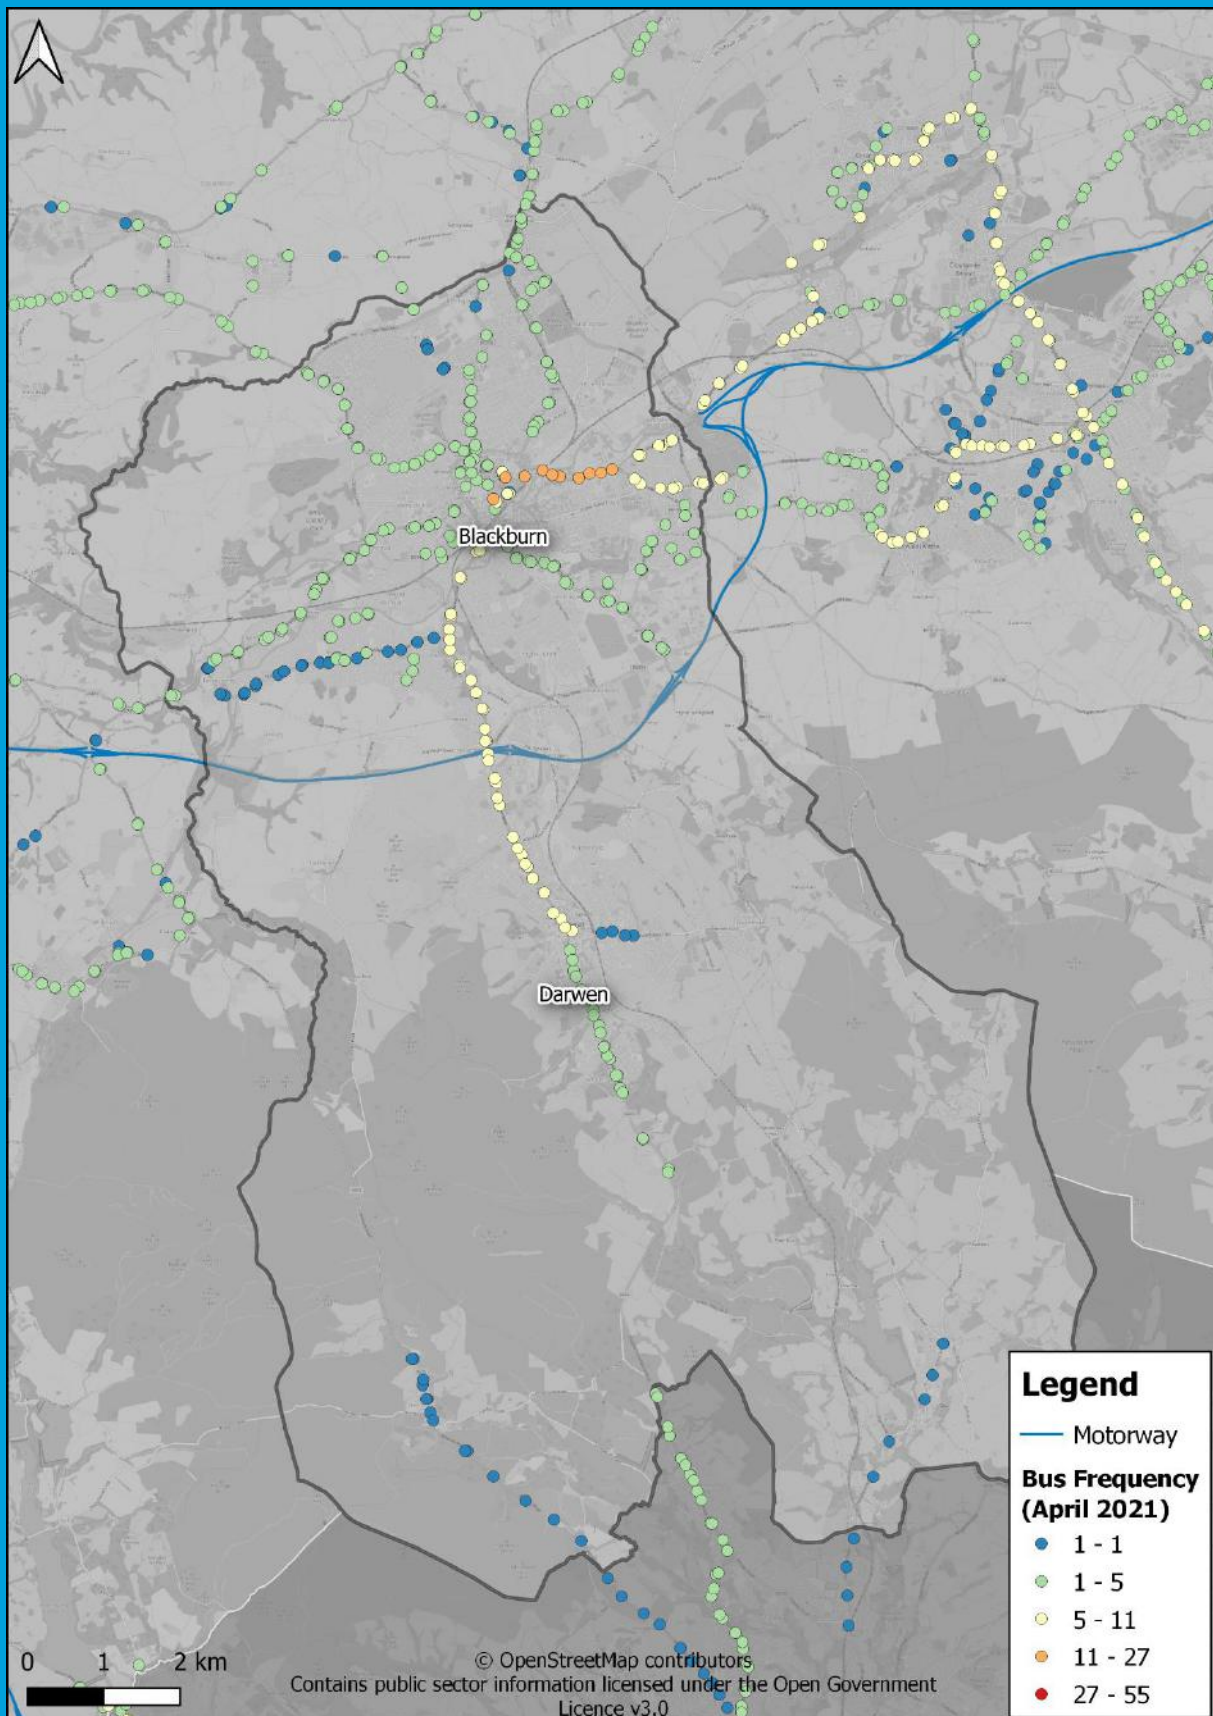 Blackburn
Darwen
Legend
Motorway
Bus Frequency
(April 2021)
1 - 1
1 - 5
5 - 11
11 - 27
27 - 55
0 1 2 km
© OpenStreetMap contributors
Contains public sector information licensed under the Open Government
Licence v3.0